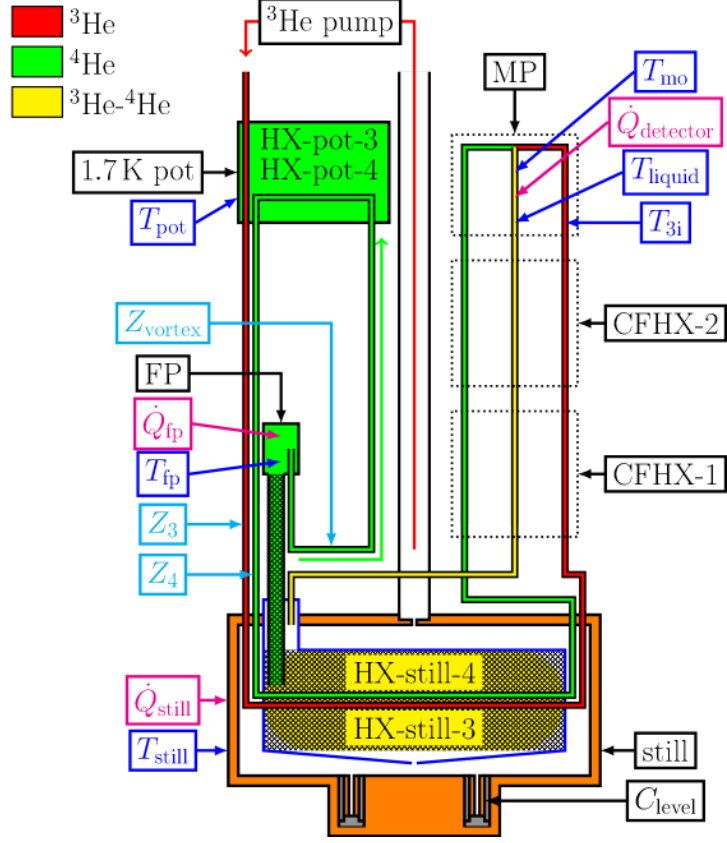 ³He
⁴He
³He-⁴He
³He pump
MP
T_mo
Q̇_detector
T_liquid
T_3i
HX-pot-3
HX-pot-4
1.7 K pot
T_pot
Z_vortex
CFHX-2
FP
Q̇_fp
T_fp
CFHX-1
Z_3
Z_4
HX-still-4
HX-still-3
Q̇_still
T_still
still
C_level